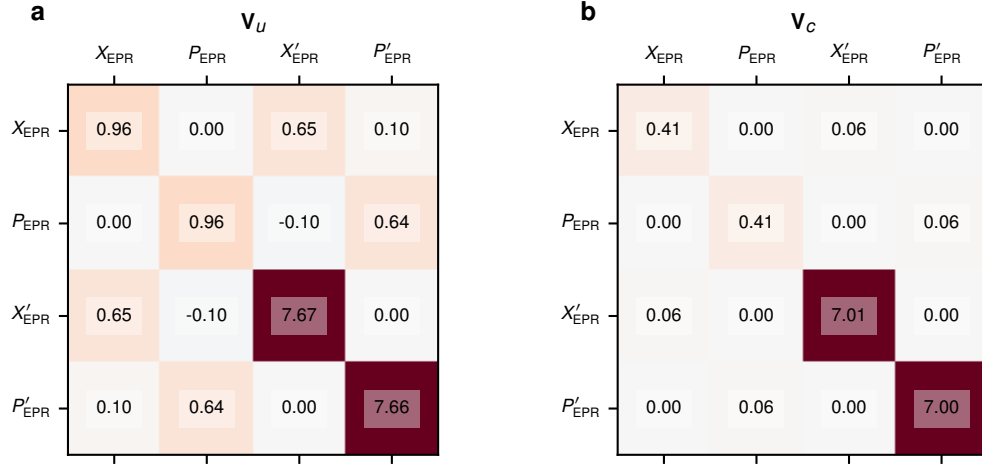 a V_u
X_EPR P_EPR X′_EPR P′_EPR
X_EPR 0.96 0.00 0.65 0.10
P_EPR 0.00 0.96 -0.10 0.64
X′_EPR 0.65 -0.10 7.67 0.00
P′_EPR 0.10 0.64 0.00 7.66
b V_c
X_EPR P_EPR X′_EPR P′_EPR
X_EPR 0.41 0.00 0.06 0.00
P_EPR 0.00 0.41 0.00 0.06
X′_EPR 0.06 0.00 7.01 0.00
P′_EPR 0.00 0.06 0.00 7.00